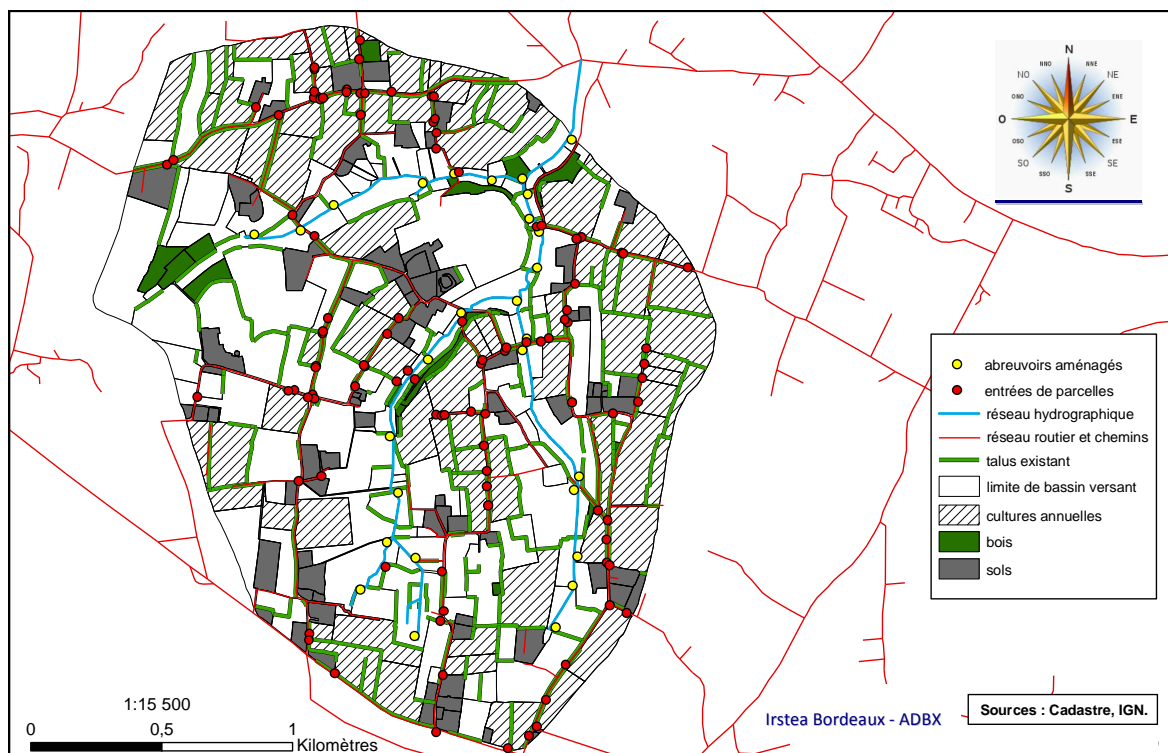 N
NNO
NNE
NO
NE
ONO
ENE
O
E
OSO
ESE
SO
SE
SSO
SSE
S
abreuvoirs aménagés
entrées de parcelles
réseau hydrographique
réseau routier et chemins
talus existant
limite de bassin versant
cultures annuelles
bois
sols
1:15 500
0 0,5 1
Kilomètres
Irstea Bordeaux - ADBX
Sources : Cadastre, IGN.